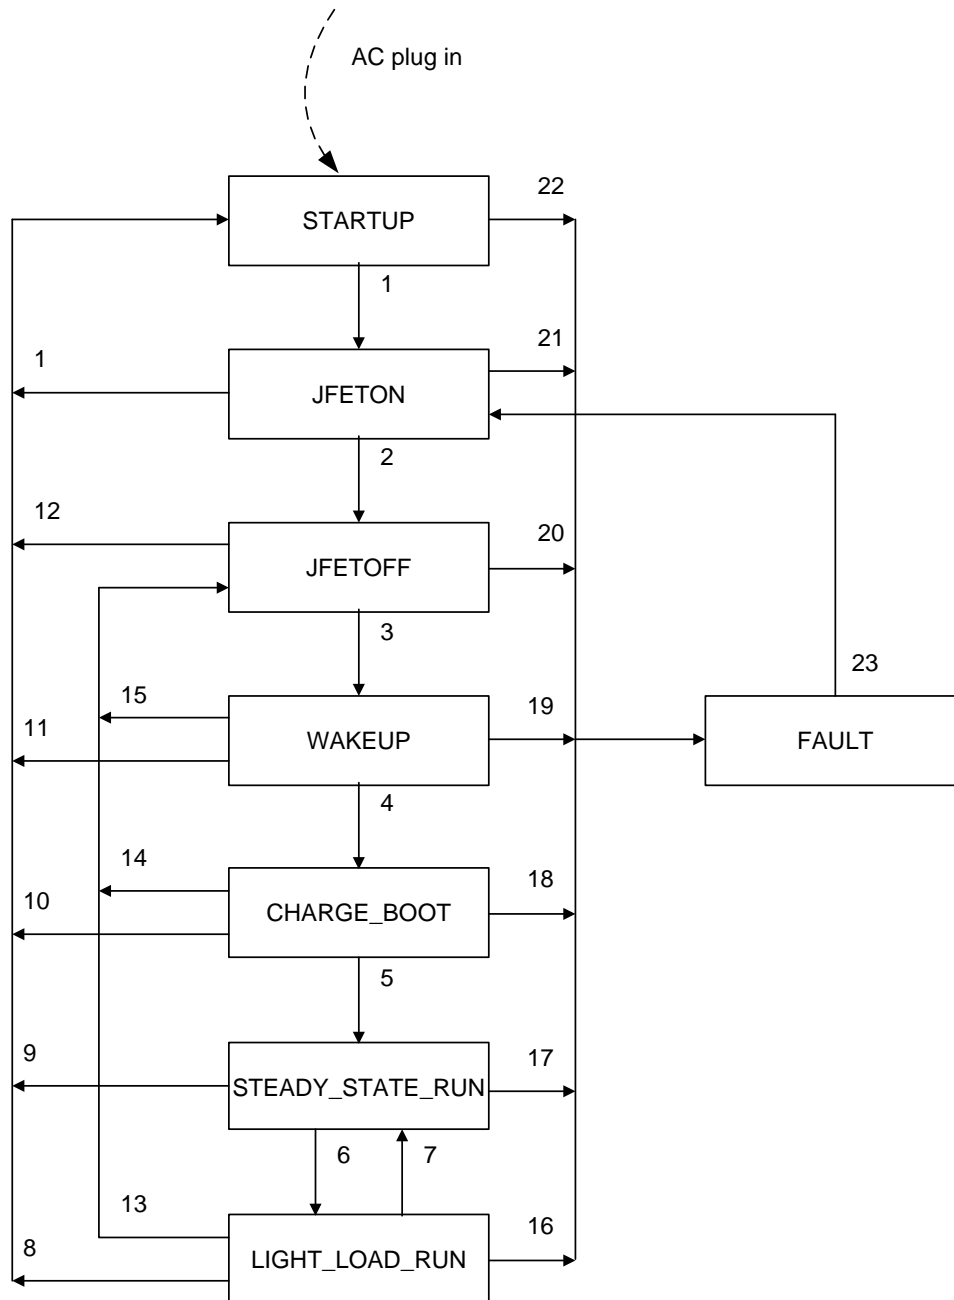 AC plug in
22
STARTUP
1
21
1
JFETON
2
12
20
JFETOFF
3
23
15
19
11
WAKEUP
FAULT
4
14
18
10
CHARGE_BOOT
5
9
17
STEADY_STATE_RUN
6
7
13
16
8
LIGHT_LOAD_RUN